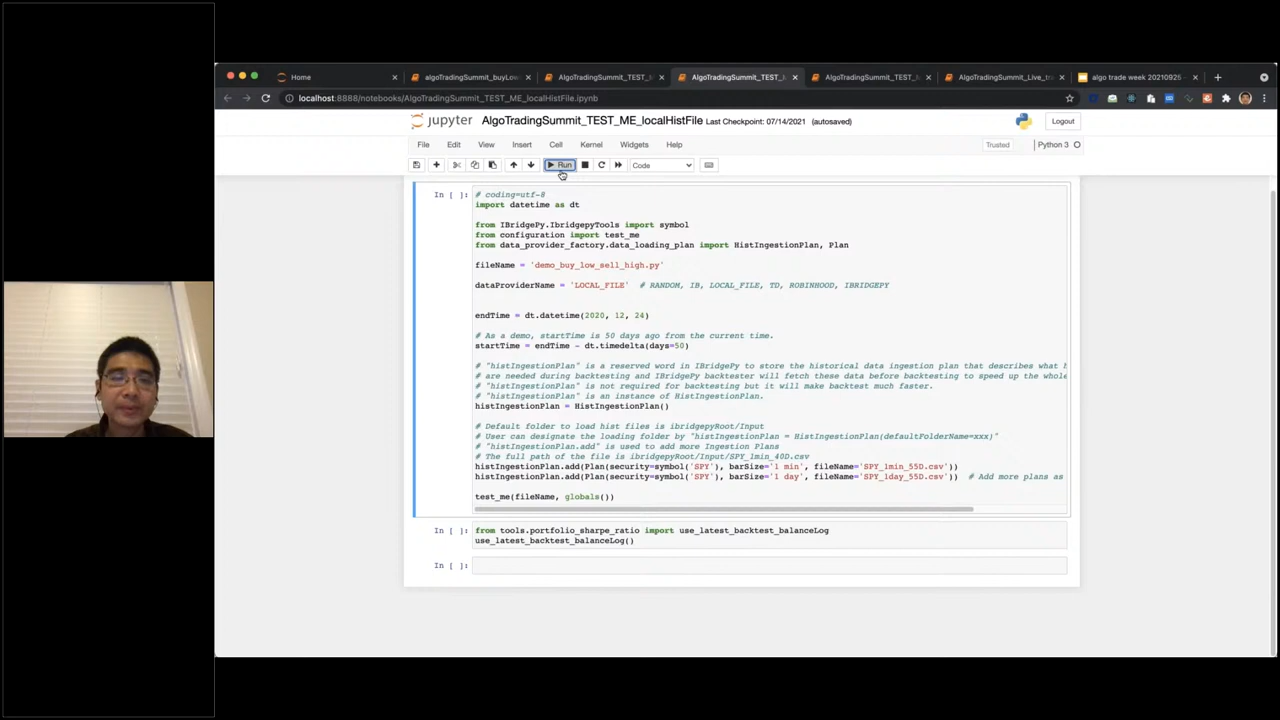 Home
algoTradingSummit_buyLow
AlgoTradingSummit_TEST_
AlgoTradingSummit_TEST_
AlgoTradingSummit_TEST_
AlgoTradingSummit_Live_t
algo trade week 20210926
localhost:8888/notebooks/AlgoTradingSummit_TEST_ME_localHistFile.ipynb
jupyter AlgoTradingSummit_TEST_ME_localHistFile Last Checkpoint: 07/14/2021 (autosaved)
Logout
File Edit View Insert Cell Kernel Widgets Help
Trusted Python 3
Run Code
In [ ]:
# coding=utf-8
import datetime as dt
from IBridgePy.IbridgepyTools import symbol
from configuration import test_me
from data_provider_factory.data_loading_plan import HistIngestionPlan, Plan
fileName = 'demo_buy_low_sell_high.py'
dataProviderName = 'LOCAL_FILE' # RANDOM, IB, LOCAL_FILE, TD, ROBINHOOD, IBRIDGEPY
endTime = dt.datetime(2020, 12, 24)
# As a demo, startTime is 50 days ago from the current time.
startTime = endTime - dt.timedelta(days=50)
# "histIngestionPlan" is a reserved word in IBridgePy to store the historical data ingestion plan that describes what
# are needed during backtesting and IBridgePy backtester will fetch these data before backtesting to speed up the whole
# "histIngestionPlan" is not required for backtesting but it will make backtest much faster.
# "histIngestionPlan" is an instance of HistIngestionPlan.
histIngestionPlan = HistIngestionPlan()
# Default folder to load hist files is ibridgepyRoot/Input
# User can designate the loading folder by "histIngestionPlan = HistIngestionPlan(defaultFolderName=xxx)"
# "histIngestionPlan.add" is used to add more Ingestion Plans
# The full path of the file is ibridgepyRoot/Input/SPY_1min_40D.csv
histIngestionPlan.add(Plan(security=symbol('SPY'), barSize='1 min', fileName='SPY_1min_55D.csv'))
histIngestionPlan.add(Plan(security=symbol('SPY'), barSize='1 day', fileName='SPY_1day_55D.csv')) # Add more plans as
test_me(fileName, globals())
In [ ]:
from tools.portfolio_sharpe_ratio import use_latest_backtest_balanceLog
use_latest_backtest_balanceLog()
In [ ]: